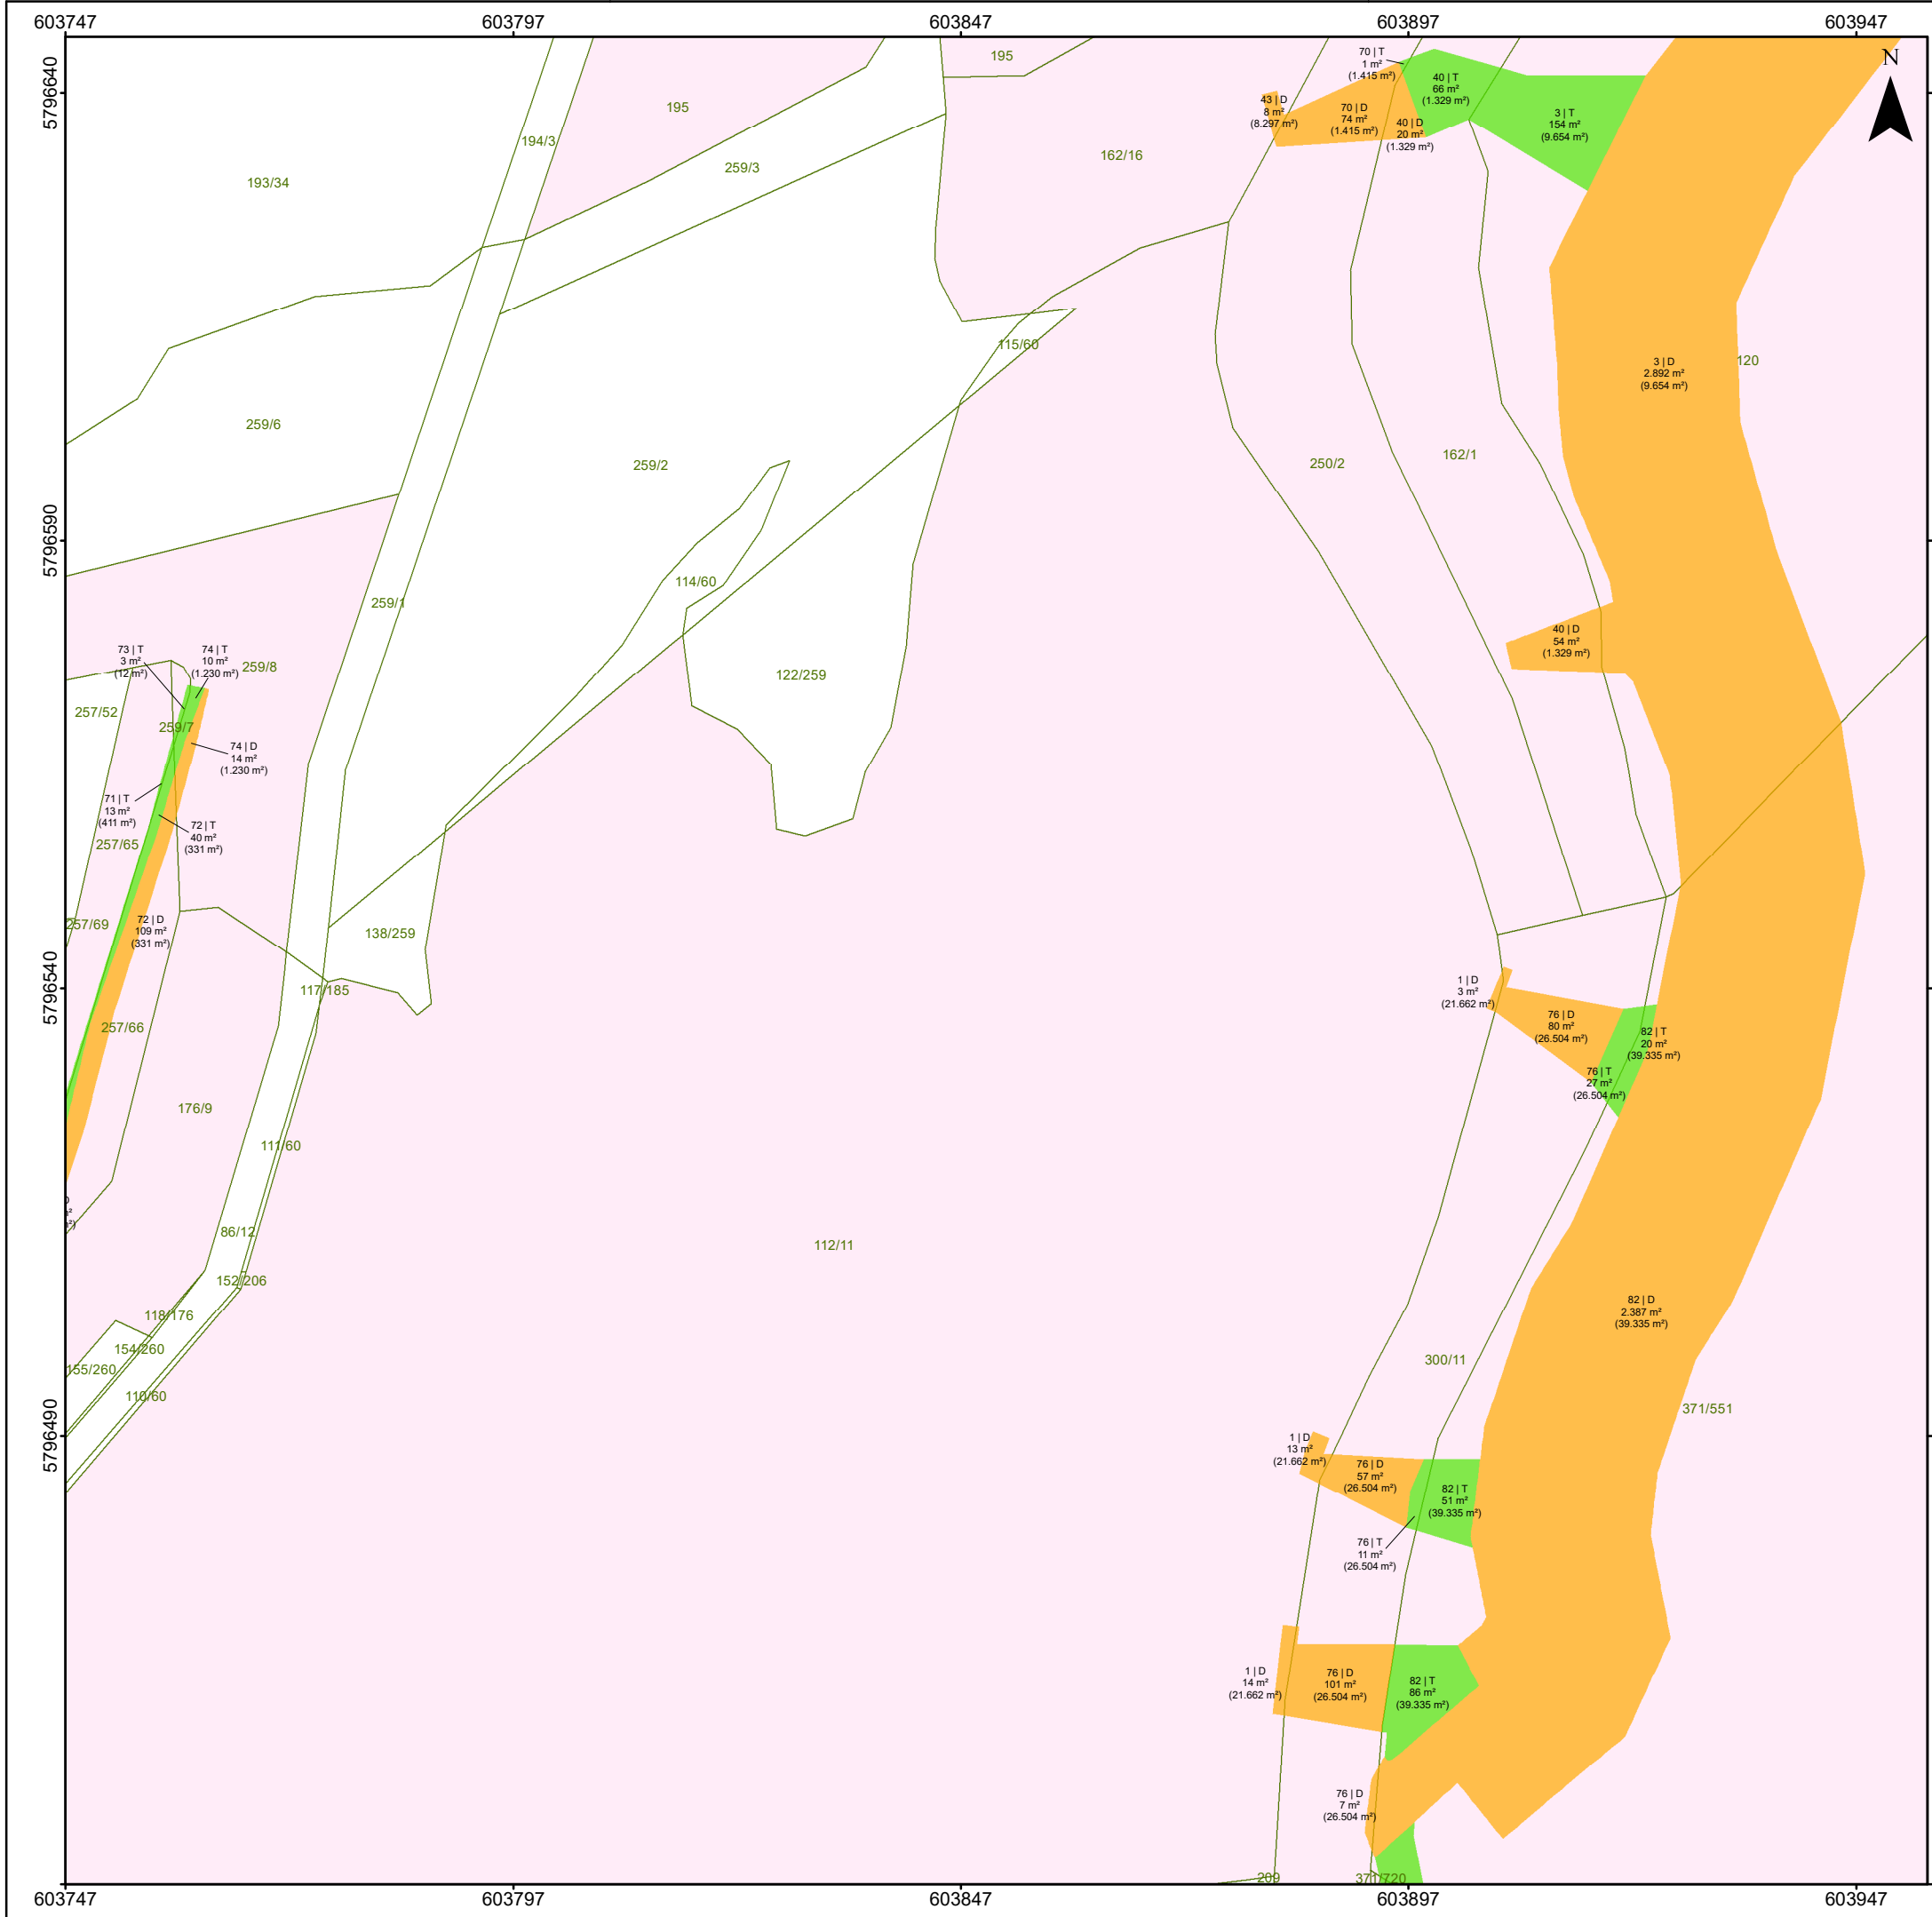 603747 603797 603847 603897 603947
N
5796640
5796590
5796540
5796490
195
195
70 | T
1 m²
(1.415 m²)
40 | T
66 m²
(1.329 m²)
43 | D
8 m²
(8.297 m²)
70 | D
74 m²
(1.415 m²)
40 | D
20 m²
(1.329 m²)
3 | T
154 m²
(9.654 m²)
194/3
162/16
259/3
193/34
115/60
3 | D
2.892 m²
(9.654 m²)
120
259/6
259/2
250/2
162/1
114/60
259/1
40 | D
54 m²
(1.329 m²)
73 | T
3 m²
(12 m²)
74 | T
10 m²
(1.230 m²)
259/8
122/259
257/52
259/7
74 | D
14 m²
(1.230 m²)
71 | T
13 m²
(411 m²)
72 | T
40 m²
(331 m²)
257/65
257/69
72 | D
109 m²
(331 m²)
138/259
117/185
1 | D
3 m²
(21.662 m²)
76 | D
80 m²
(26.504 m²)
82 | T
20 m²
(39.335 m²)
257/66
76 | T
27 m²
(26.504 m²)
176/9
111/60
86/12
112/11
152/206
118/176
154/260
155/260
110/60
82 | D
2.387 m²
(39.335 m²)
300/11
371/551
1 | D
13 m²
(21.662 m²)
76 | D
57 m²
(26.504 m²)
82 | T
51 m²
(39.335 m²)
76 | T
11 m²
(26.504 m²)
1 | D
14 m²
(21.662 m²)
76 | D
101 m²
(26.504 m²)
82 | T
86 m²
(39.335 m²)
76 | D
7 m²
(26.504 m²)
209
371/720
603747 603797 603847 603897 603947